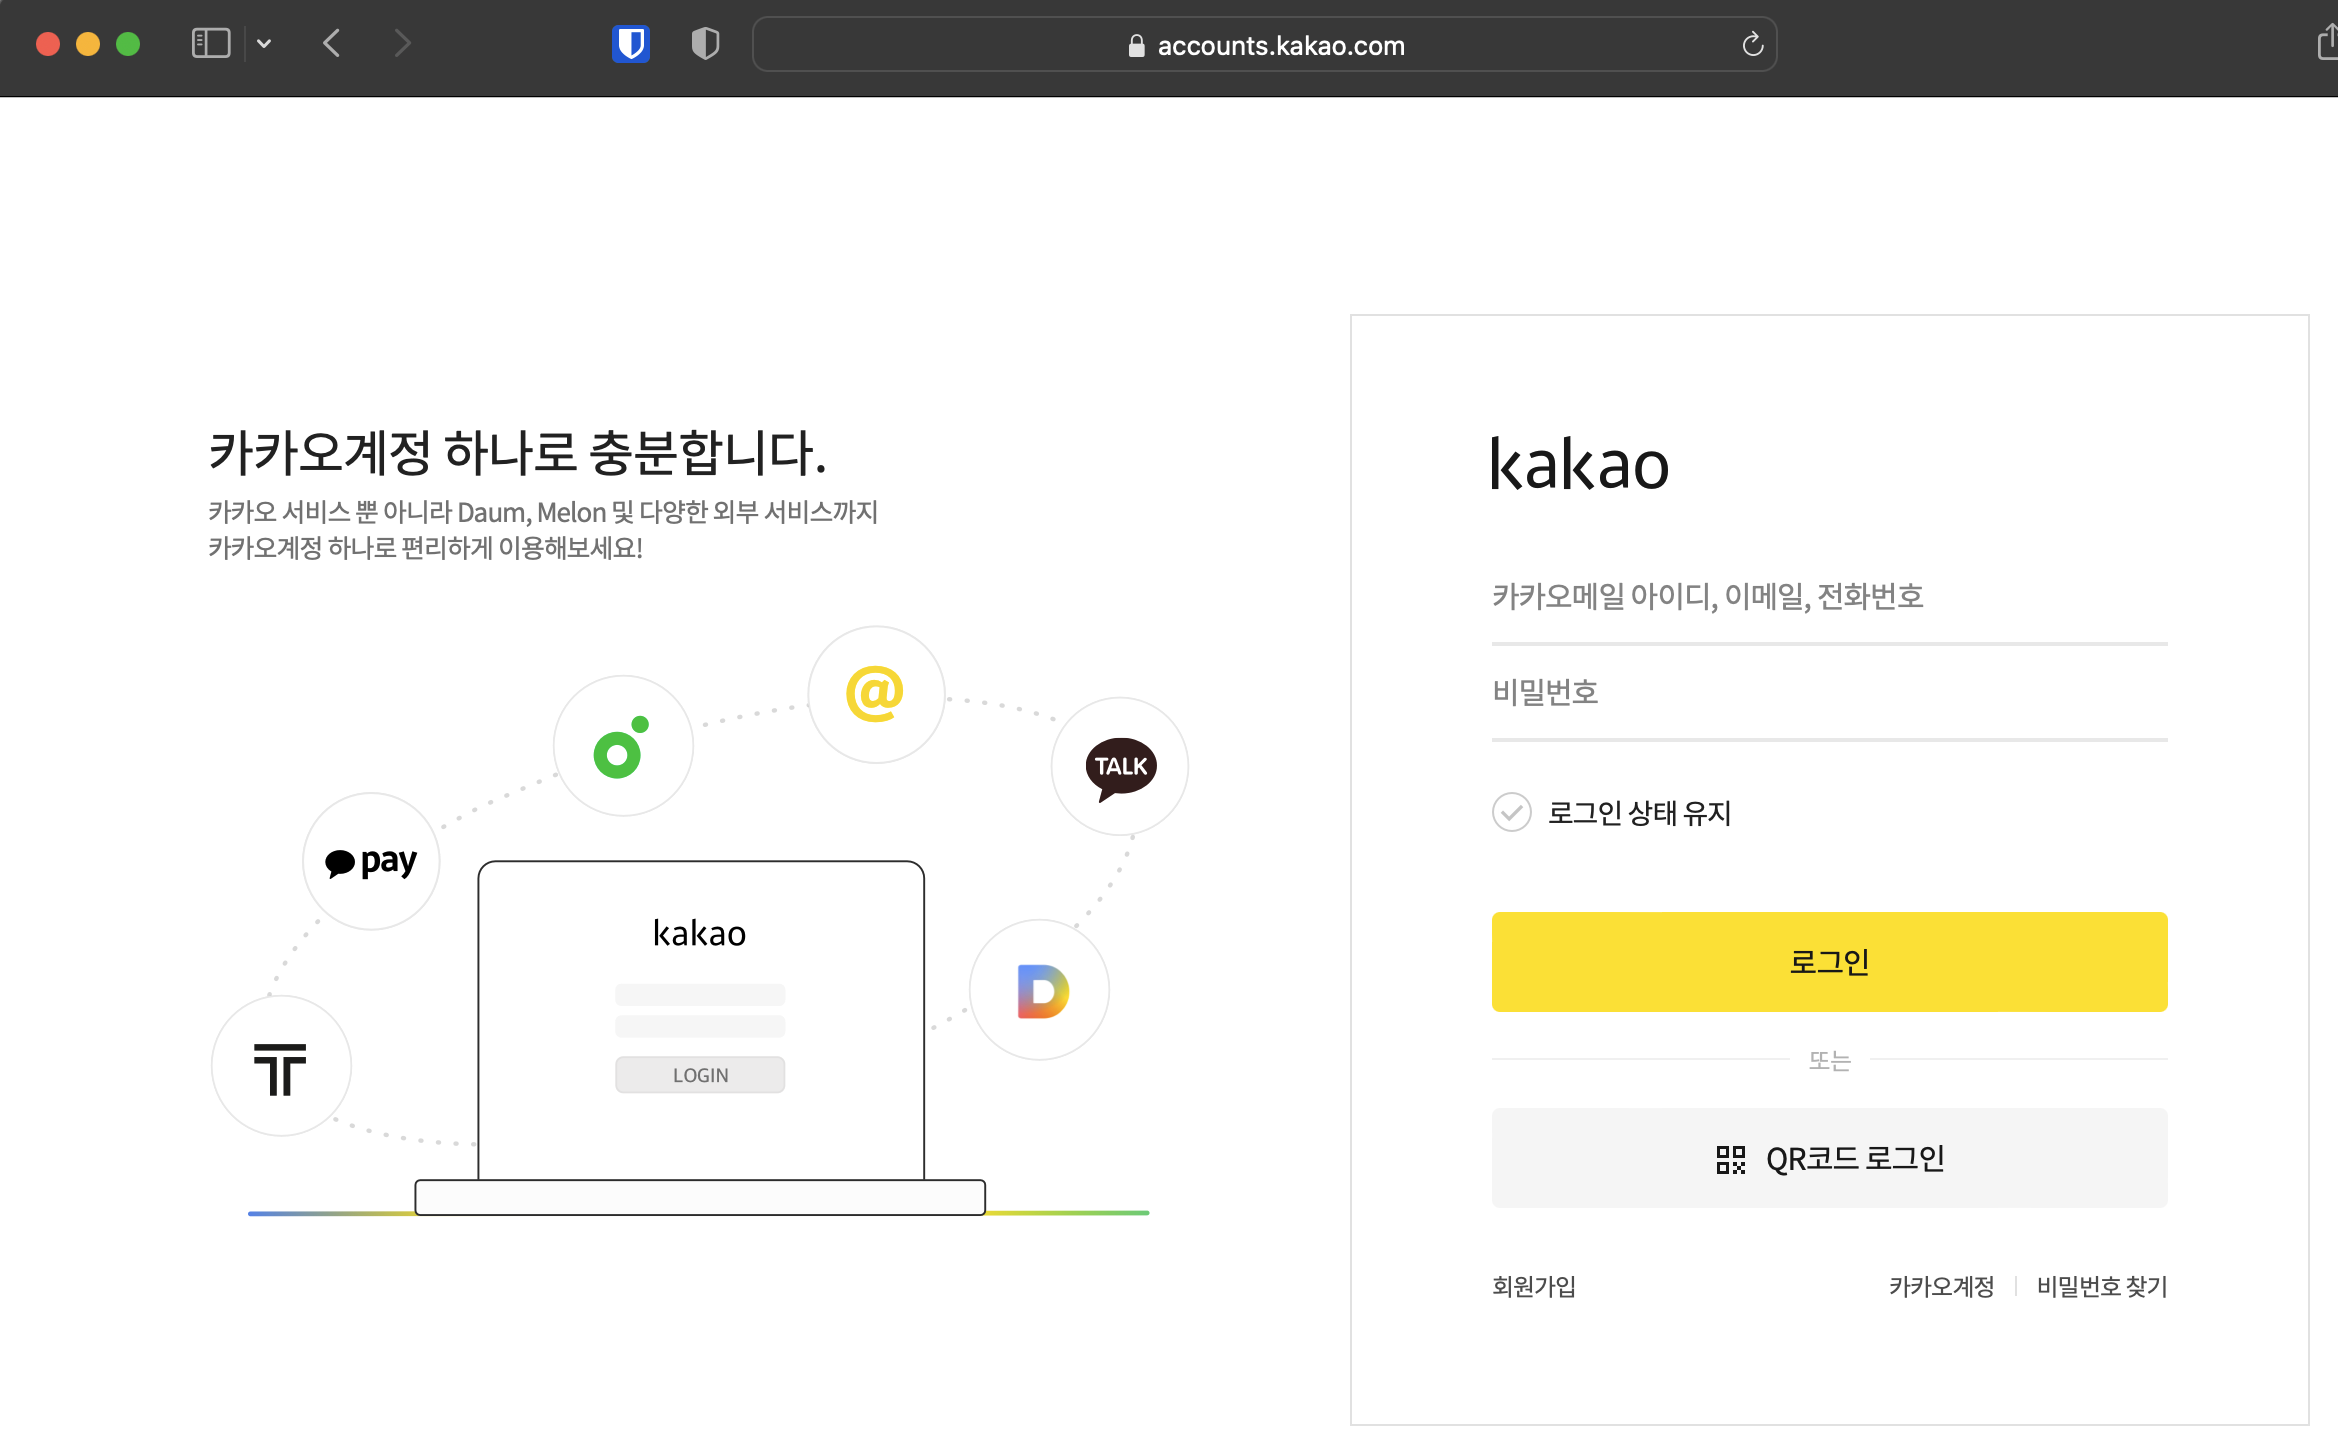 accounts.kakao.com
카카오계정 하나로 충분합니다.
카카오 서비스 뿐 아니라 Daum, Melon 및 다양한 외부 서비스까지
카카오계정 하나로 편리하게 이용해보세요!
@
TALK
pay
kakao
LOGIN
D
T
kakao
카카오메일 아이디, 이메일, 전화번호
비밀번호
로그인 상태 유지
로그인
또는
QR코드 로그인
회원가입
카카오계정
비밀번호 찾기